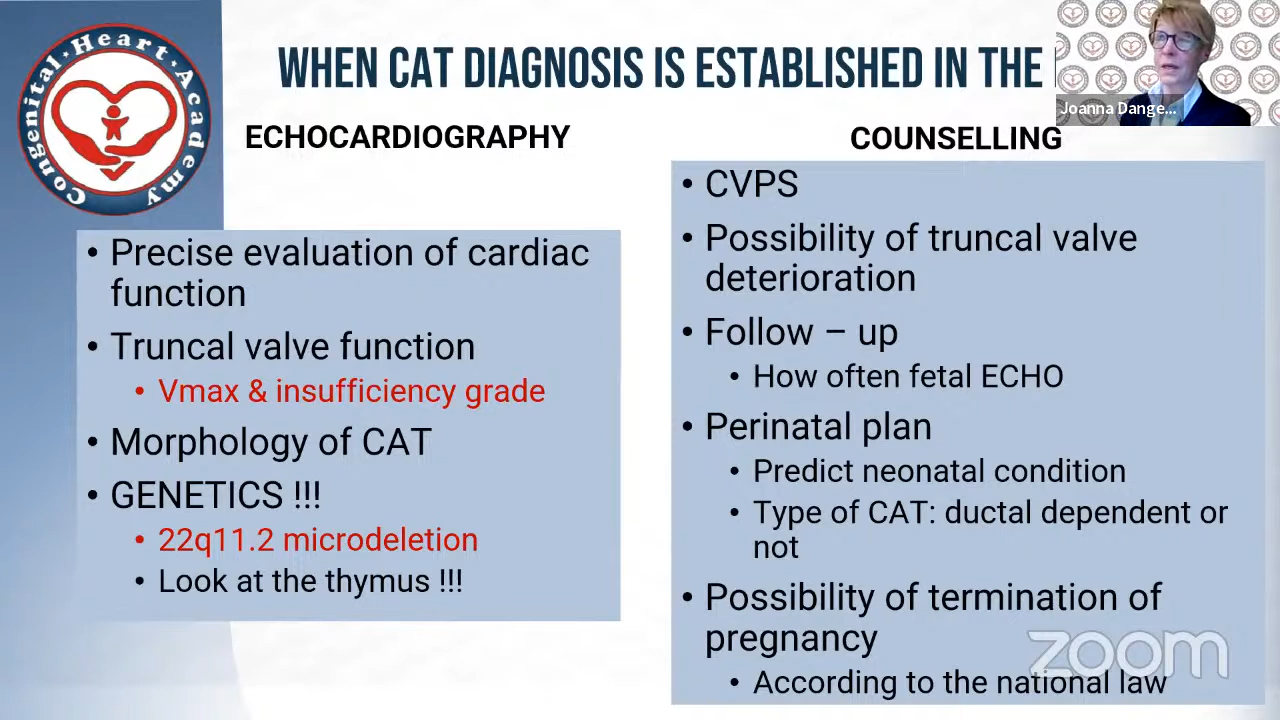 Congenital · Heart · Academy
WHEN CAT DIAGNOSIS IS ESTABLISHED IN THE
Joanna Dange...
ECHOCARDIOGRAPHY
• Precise evaluation of cardiac
function
• Truncal valve function
• Vmax & insufficiency grade
• Morphology of CAT
• GENETICS !!!
• 22q11.2 microdeletion
• Look at the thymus !!!
COUNSELLING
• CVPS
• Possibility of truncal valve
deterioration
• Follow – up
• How often fetal ECHO
• Perinatal plan
• Predict neonatal condition
• Type of CAT: ductal dependent or
not
• Possibility of termination of
pregnancy
• According to the national law
zoom